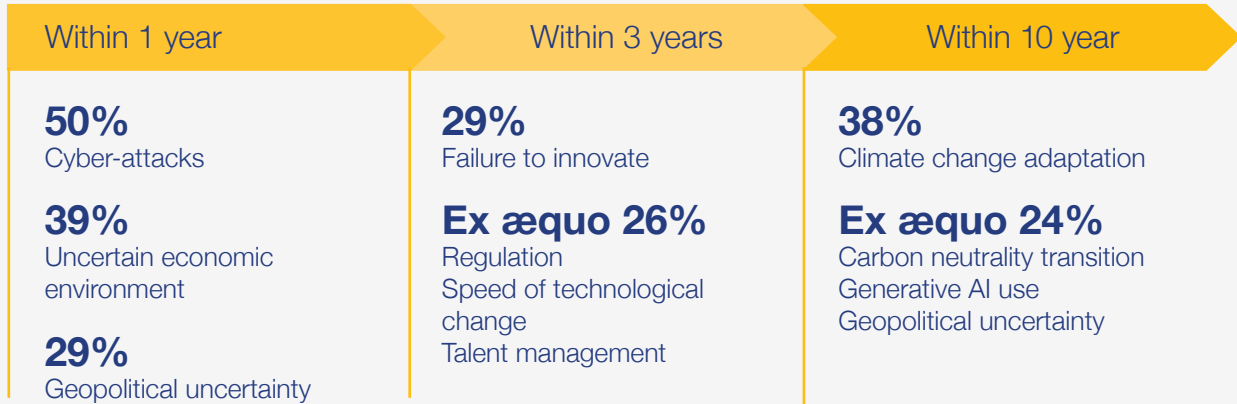 Within 1 year
Within 3 years
Within 10 year
50%
Cyber-attacks
39%
Uncertain economic
environment
29%
Geopolitical uncertainty
29%
Failure to innovate
Ex æquo 26%
Regulation
Speed of technological
change
Talent management
38%
Climate change adaptation
Ex æquo 24%
Carbon neutrality transition
Generative AI use
Geopolitical uncertainty